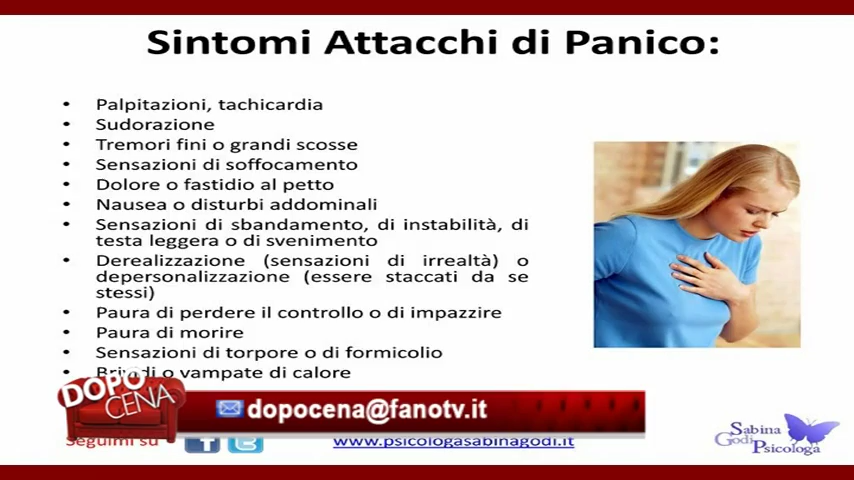 Sintomi Attacchi di Panico:
• Palpitazioni, tachicardia
• Sudorazione
• Tremori fini o grandi scosse
• Sensazioni di soffocamento
• Dolore o fastidio al petto
• Nausea o disturbi addominali
• Sensazioni di sbandamento, di instabilità, di
testa leggera o di svenimento
• Derealizzazione (sensazioni di irrealtà) o
depersonalizzazione (essere staccati da se
stessi)
• Paura di perdere il controllo o di impazzire
• Paura di morire
• Sensazioni di torpore o di formicolio
• Brividi o vampate di calore
DOPO
CENA
dopocena@fanotv.it
Seguimi su
www.psicologasabinagodi.it
Sabina
Godi Psicologa